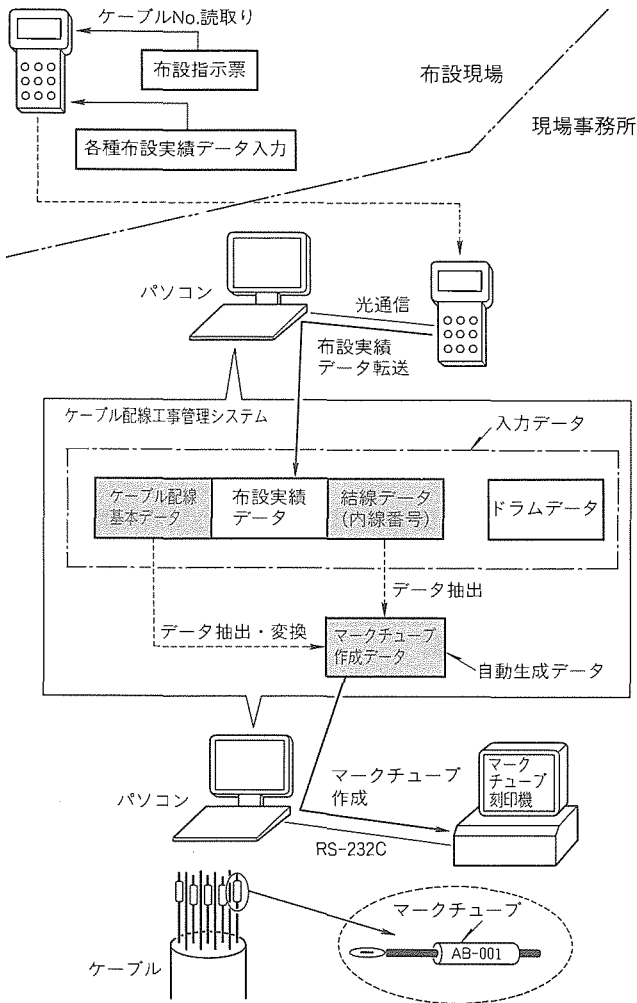 ケーブルNo.読取り
布設指示票
布設現場
現場事務所
各種布設実績データ入力
パソコン
光通信
布設実績
データ転送
ケーブル配線工事管理システム
入力データ
ケーブル配線
基本データ
布設実績
データ
結線データ
(内線番号)
ドラムデータ
データ抽出
データ抽出・変換
マークチューブ
作成データ
自動生成データ
パソコン
マークチューブ
作成
マーク
チューブ
刻印機
RS-232C
マークチューブ
AB-001
ケーブル